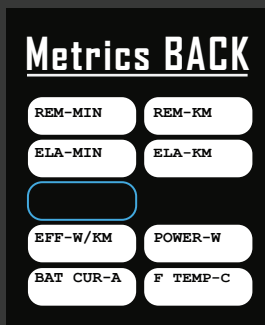 Metrics BACK
REM-MIN REM-KM
ELA-MIN ELA-KM
EFF-W/KM POWER-W
BAT CUR-A F TEMP-C